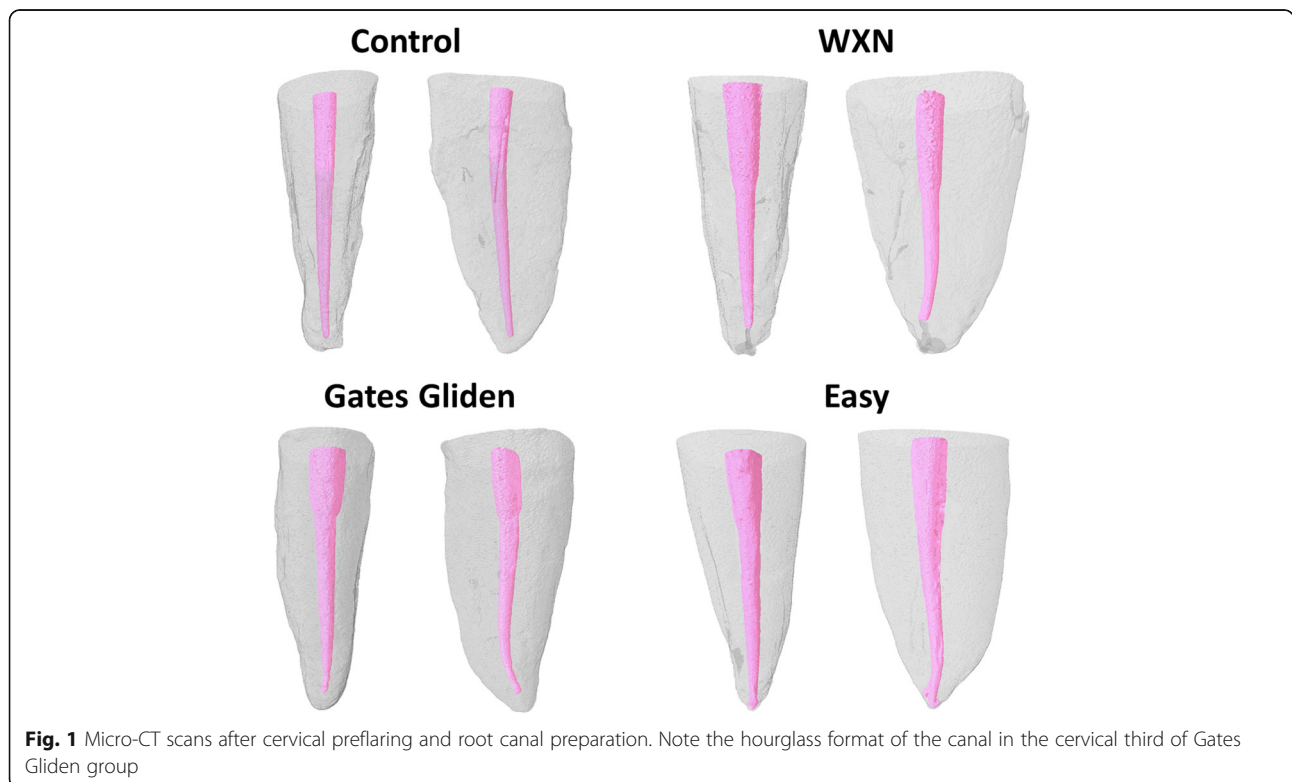 Control
WXN
Gates Gliden
Easy
Fig. 1 Micro-CT scans after cervical preflaring and root canal preparation. Note the hourglass format of the canal in the cervical third of Gates
Gliden group